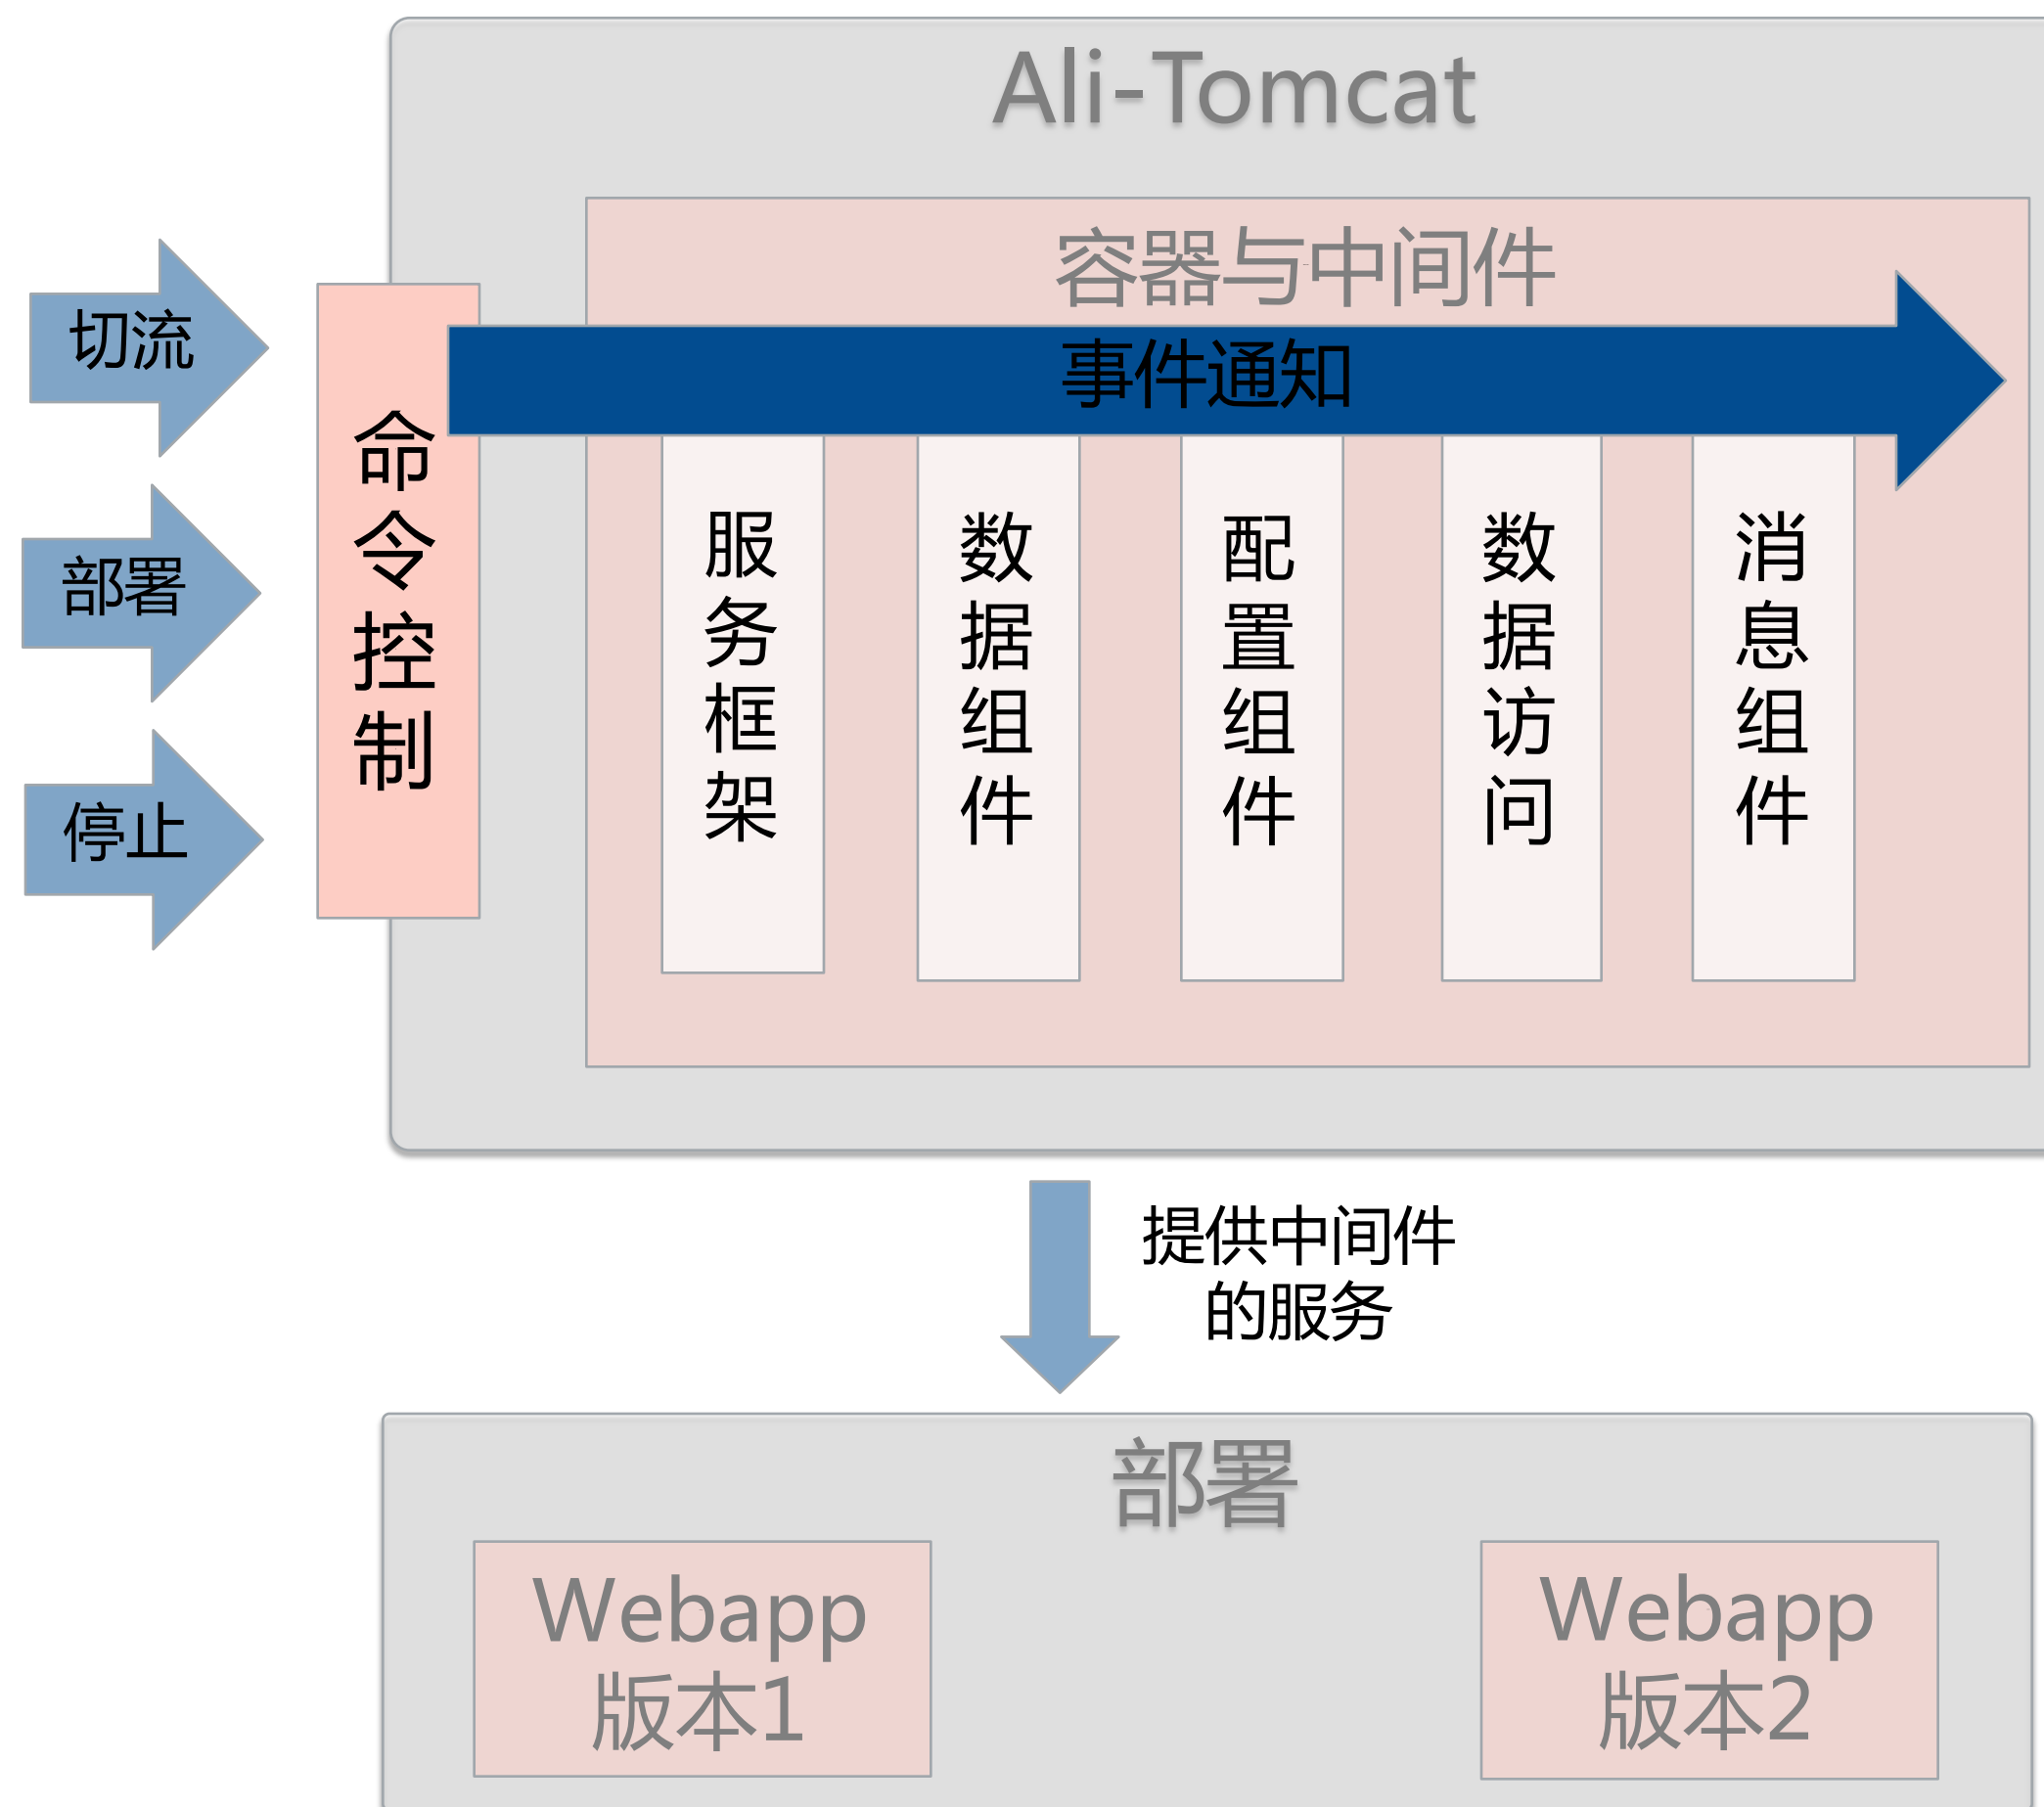 Ali-Tomcat
容器与中间件
切流
事件通知
命令控制
部署
停止
服务框架
数据组件
配置组件
数据访问
消息组件
提供中间件
的服务
部署
Webapp
版本1
Webapp
版本2